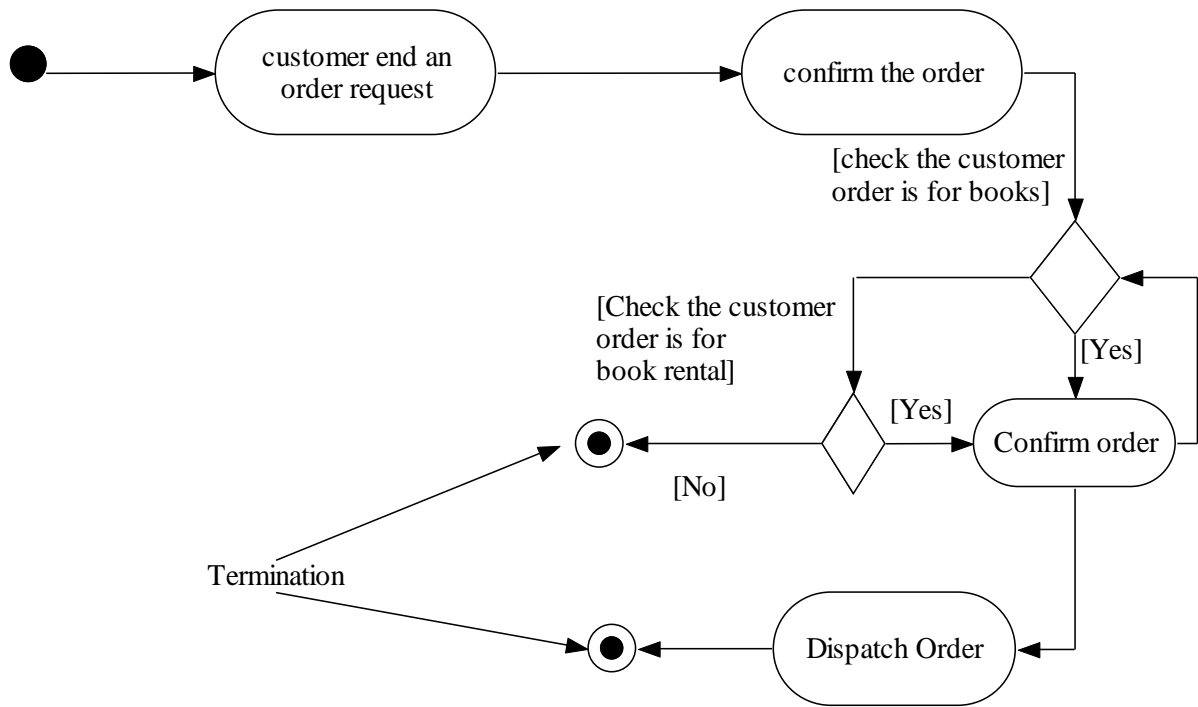 customer end an
order request
confirm the order
[check the customer
order is for books]
[Check the customer
order is for
book rental]
[Yes]
[Yes]
Confirm order
[No]
Termination
Dispatch Order